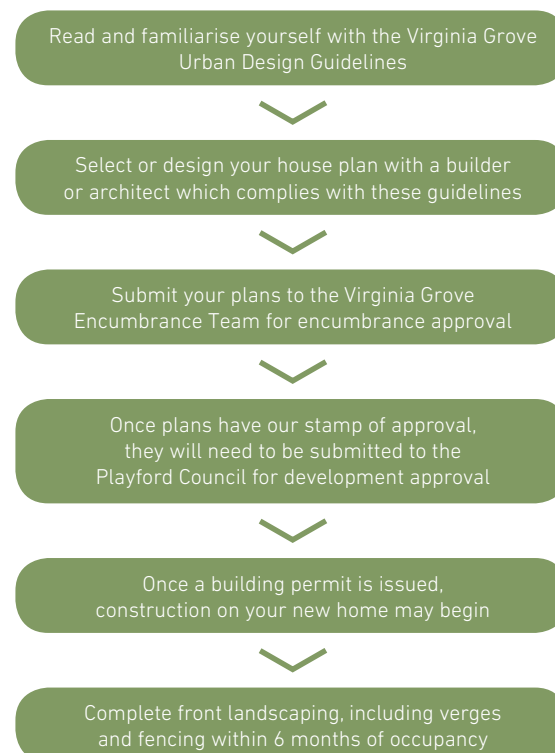 Read and familiarise yourself with the Virginia Grove
Urban Design Guidelines
Select or design your house plan with a builder
or architect which complies with these guidelines
Submit your plans to the Virginia Grove
Encumbrance Team for encumbrance approval
Once plans have our stamp of approval,
they will need to be submitted to the
Playford Council for development approval
Once a building permit is issued,
construction on your new home may begin
Complete front landscaping, including verges
and fencing within 6 months of occupancy